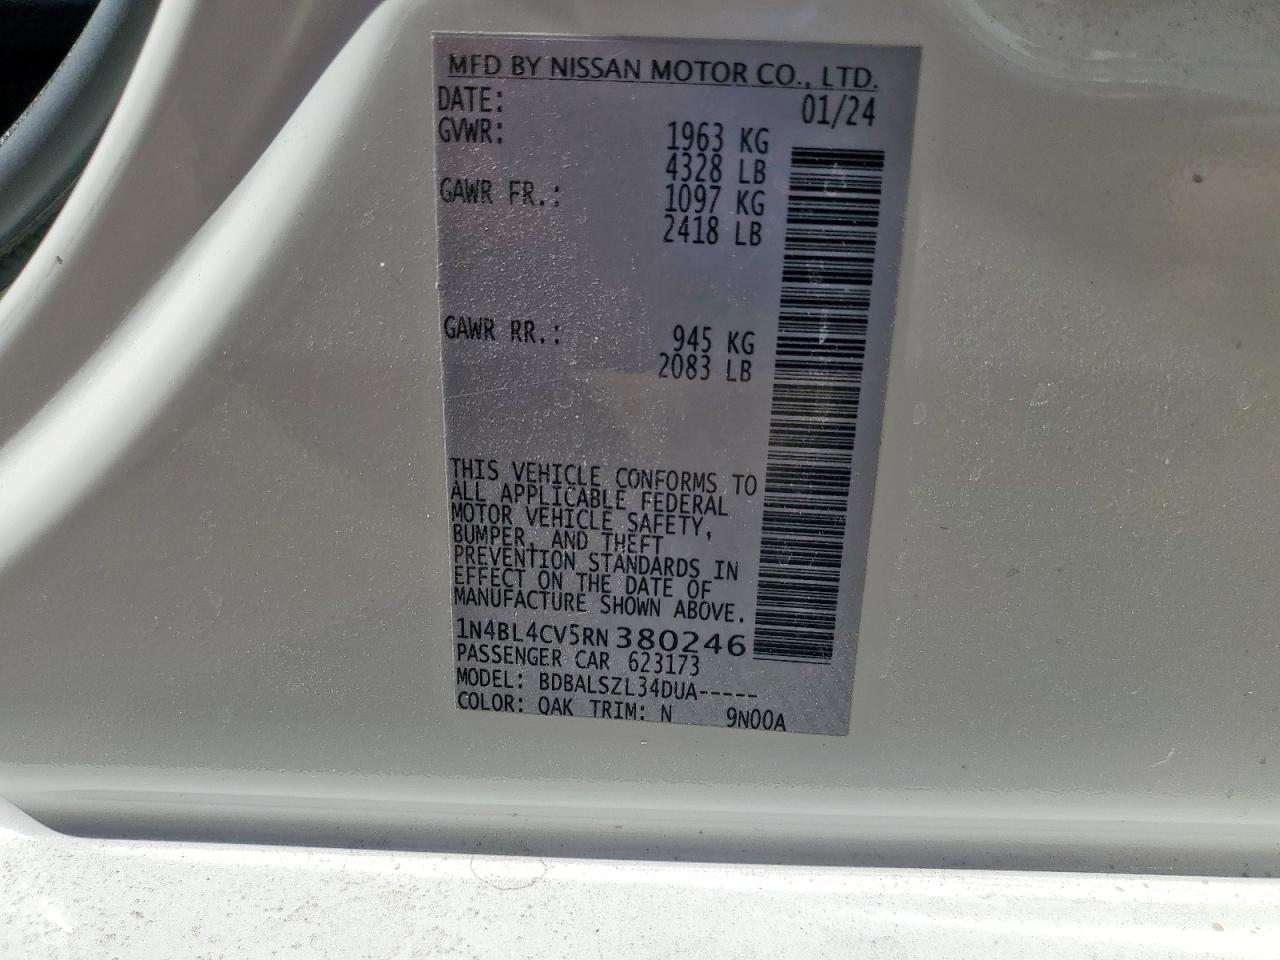 MFD BY NISSAN MOTOR CO., LTD.
DATE: 01/24
GVWR: 1963 KG
4328 LB
GAWR FR.: 1097 KG
2418 LB
GAWR RR.: 945 KG
2083 LB
THIS VEHICLE CONFORMS TO
ALL APPLICABLE FEDERAL
MOTOR VEHICLE SAFETY,
BUMPER, AND THEFT
PREVENTION STANDARDS IN
EFFECT ON THE DATE OF
MANUFACTURE SHOWN ABOVE.
1N4BL4CV5RN380246
PASSENGER CAR 623173
MODEL: BDBALSZL34DUA-----
COLOR: QAK TRIM: N 9N00A